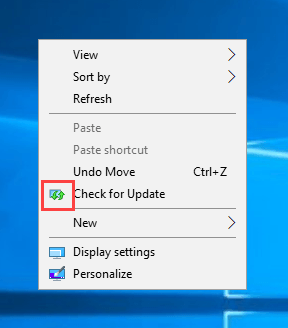 View
Sort by
Refresh
Paste
Paste shortcut
Undo Move Ctrl+Z
Check for Update
New
Display settings
Personalize